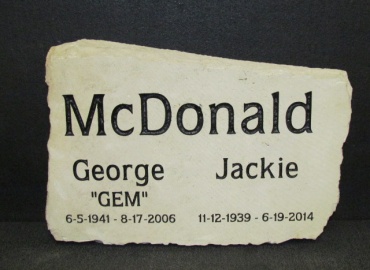 McDonald
George Jackie
"GEM"
6-5-1941 - 8-17-2006 11-12-1939 - 6-19-2014